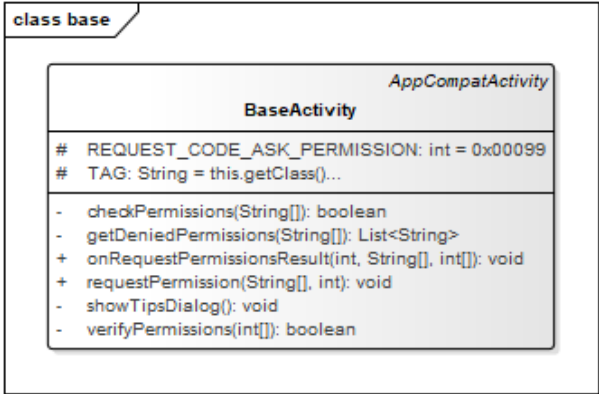 class base
AppCompatActivity
BaseActivity
# REQUEST_CODE_ASK_PERMISSION: int = 0x00099
# TAG: String = this.getClass()...
- checkPermissions(String[]): boolean
- getDeniedPermissions(String[]): List<String>
+ onRequestPermissionsResult(int, String[], int[]): void
+ requestPermission(String[], int): void
- showTipsDialog(): void
- verifyPermissions(int[]): boolean